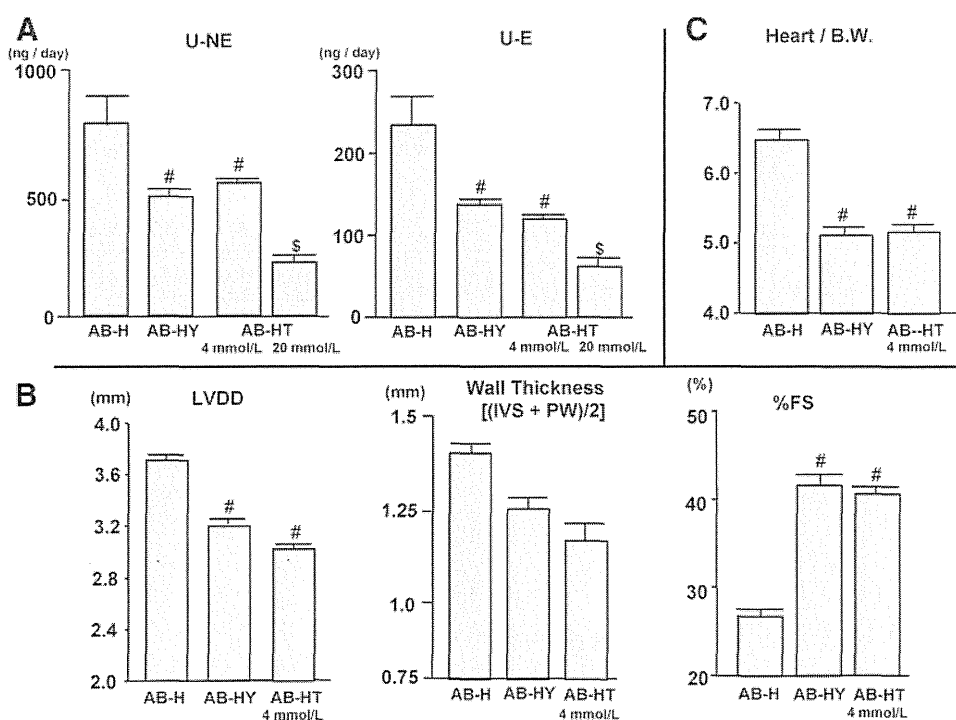 A
U-NE
(ng / day)
1000
500
0
#
#
$
AB-H
AB-HY
AB-HT
4 mmol/L
20 mmol/L
U-E
(ng / day)
300
200
100
0
#
#
$
AB-H
AB-HY
AB-HT
4 mmol/L
20 mmol/L
C
Heart / B.W.
7.0
6.0
5.0
4.0
#
#
AB-H
AB-HY
AB--HT
4 mmol/L
B
LVDD
(mm)
4.0
3.6
3.2
2.8
2.4
2.0
#
#
AB-H
AB-HY
AB-HT
4 mmol/L
Wall Thickness
[(IVS + PW)/2]
(mm)
1.5
1.25
1.0
0.75
AB-H
AB-HY
AB-HT
4 mmol/L
%FS
(%)
50
40
30
20
#
#
AB-H
AB-HY
AB-HT
4 mmol/L